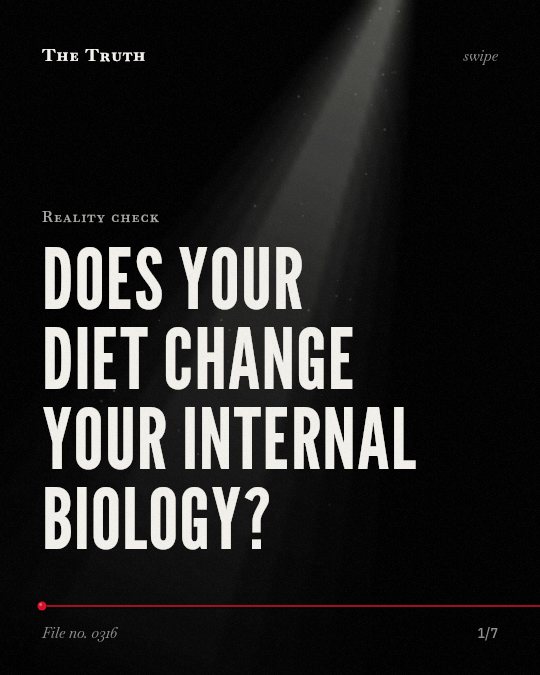 The Truth
swipe
Reality check
DOES YOUR
DIET CHANGE
YOUR INTERNAL
BIOLOGY?
File no. 0316
1/7